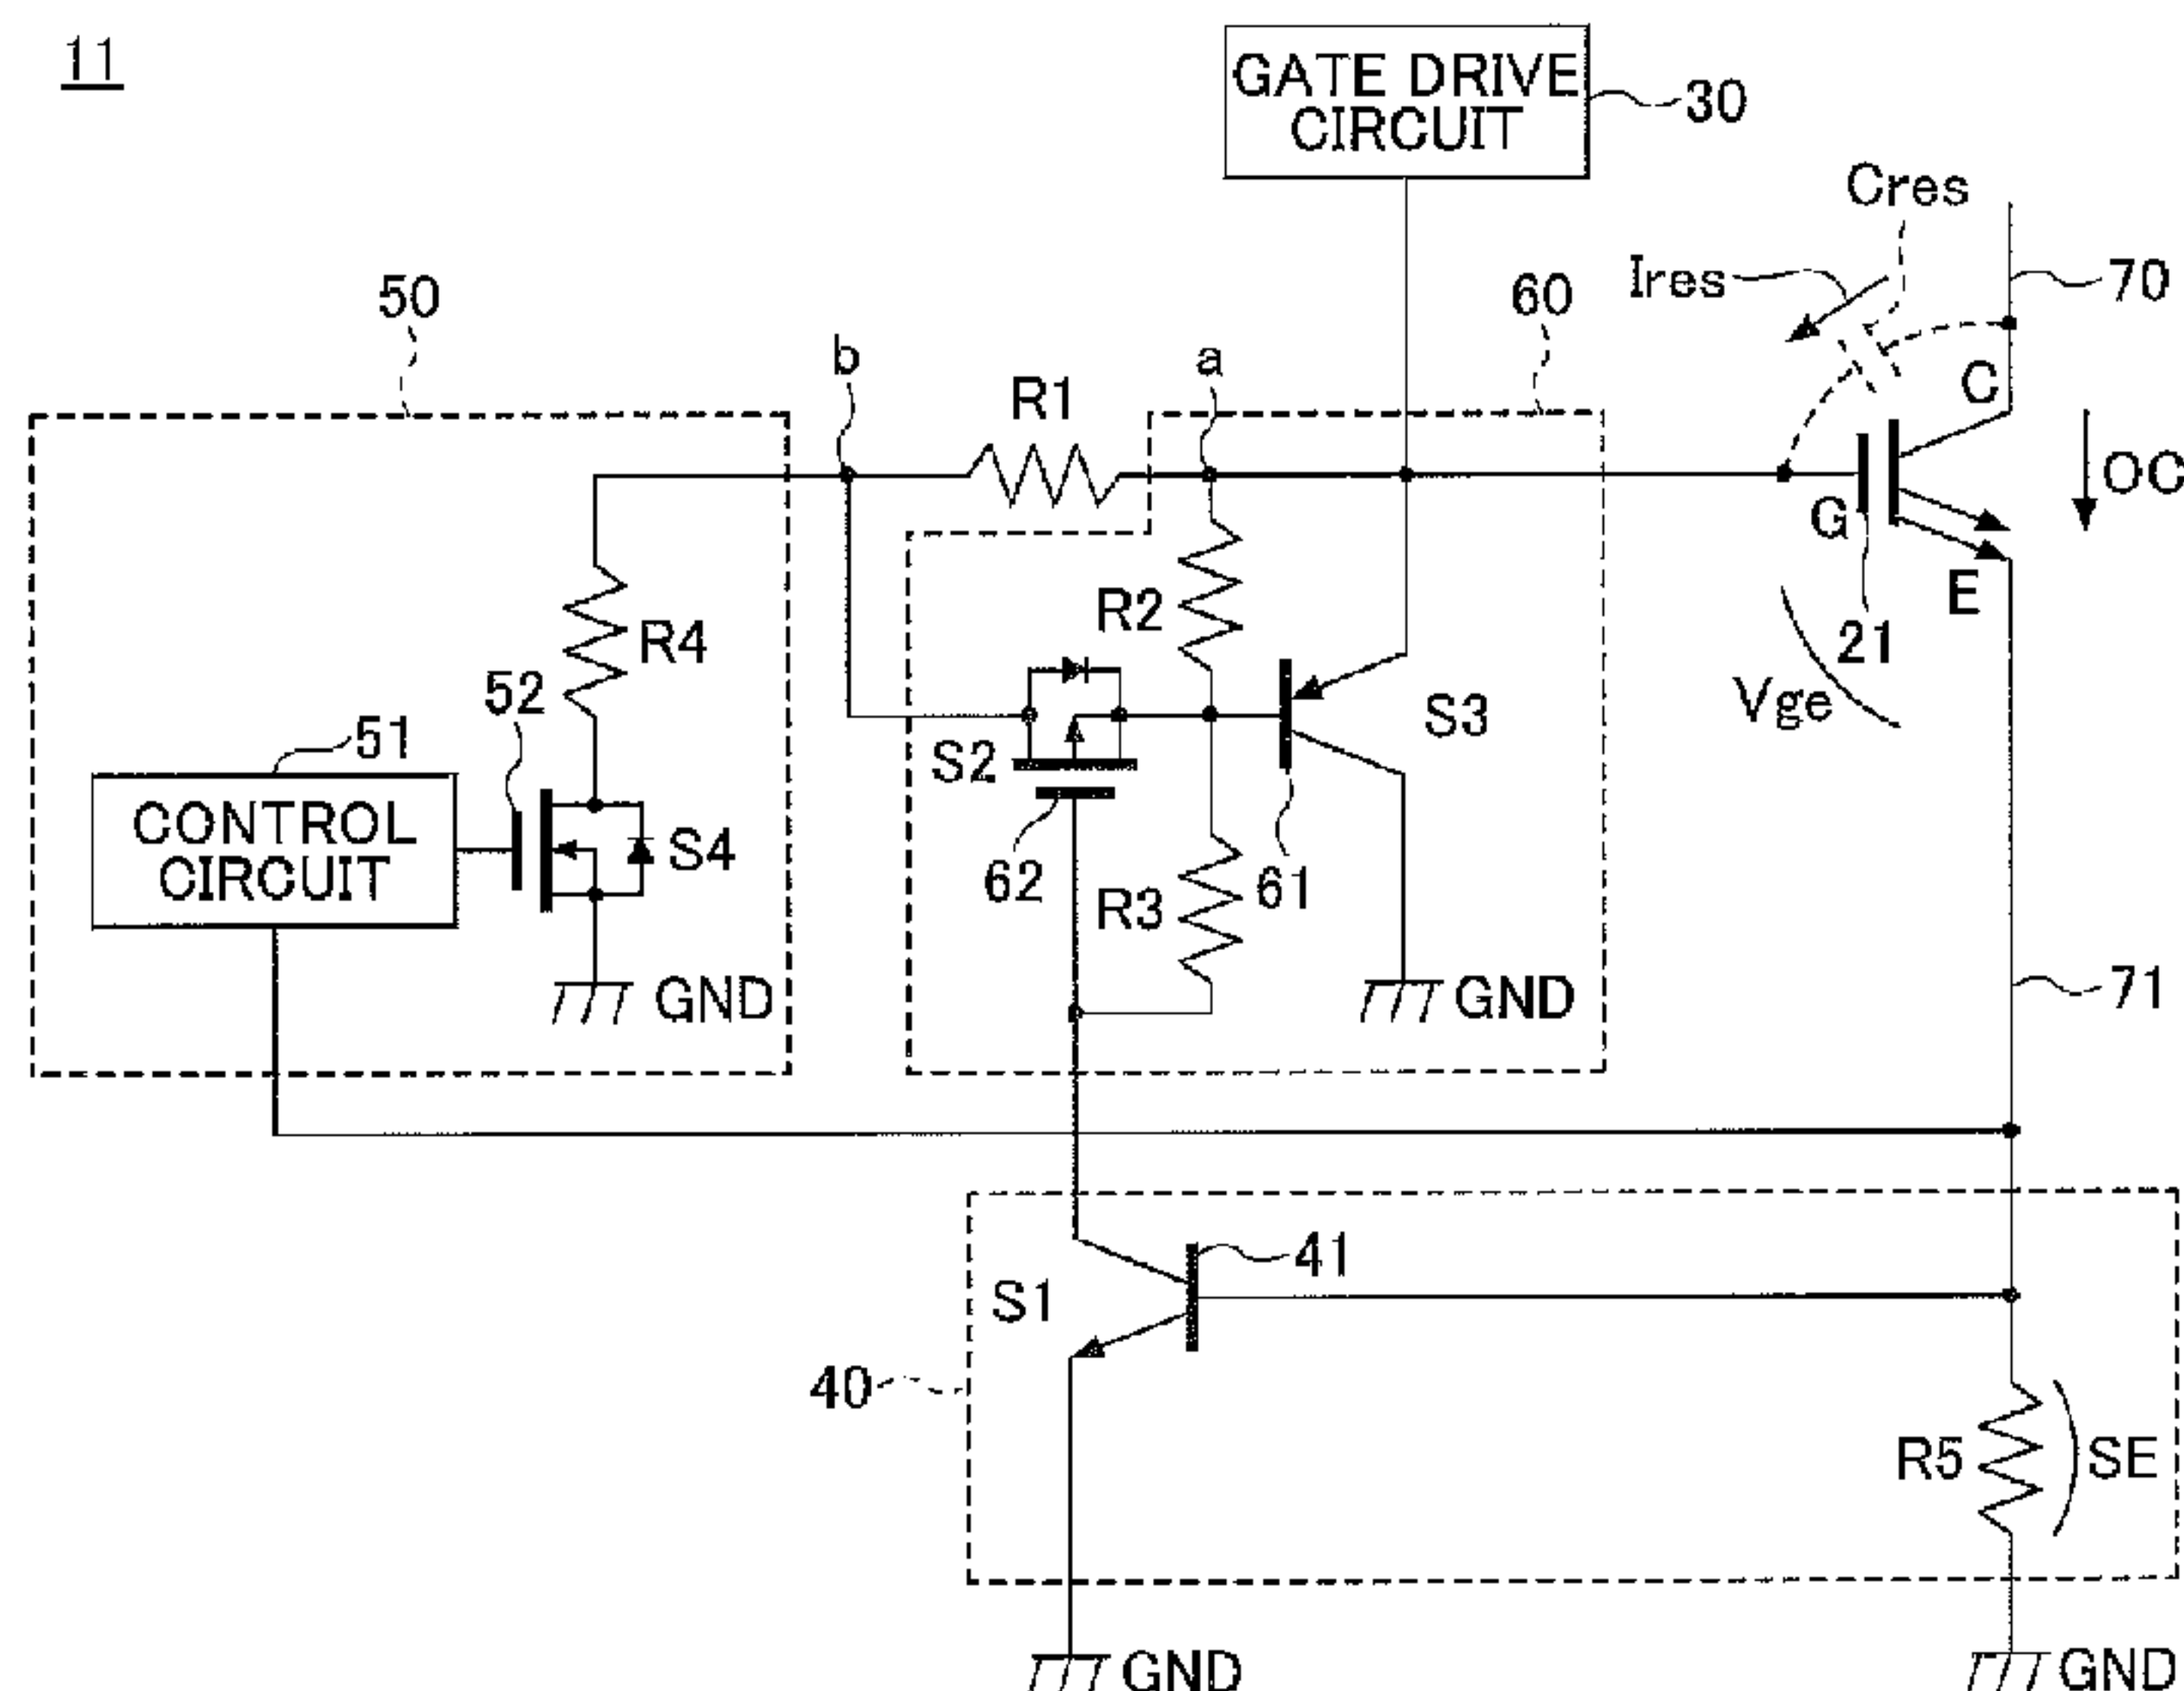 11
GATE DRIVE
CIRCUIT
30
Cres
Ires
70
50
60
b
a
R1
C
OC
G
E
R2
R4
21
52
Vge
S3
51
S2
CONTROL
CIRCUIT
S4
62
R3
61
GND
GND
71
41
S1
40
R5
SE
GND
GND